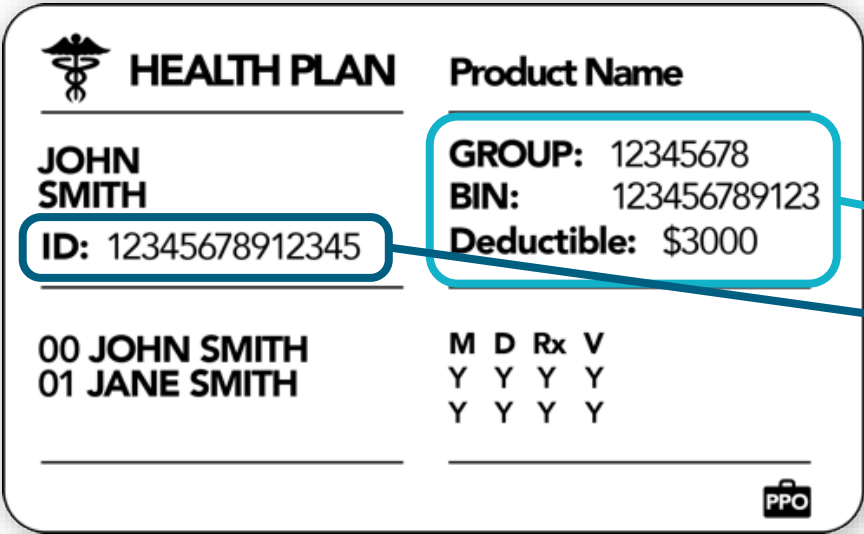 HEALTH PLAN
JOHN
SMITH
ID: 12345678912345
00 JOHN SMITH
01 JANE SMITH
Product Name
GROUP: 12345678
BIN: 123456789123
Deductible: $3000
M D Rx V
Y Y Y Y
Y Y Y Y
PPO